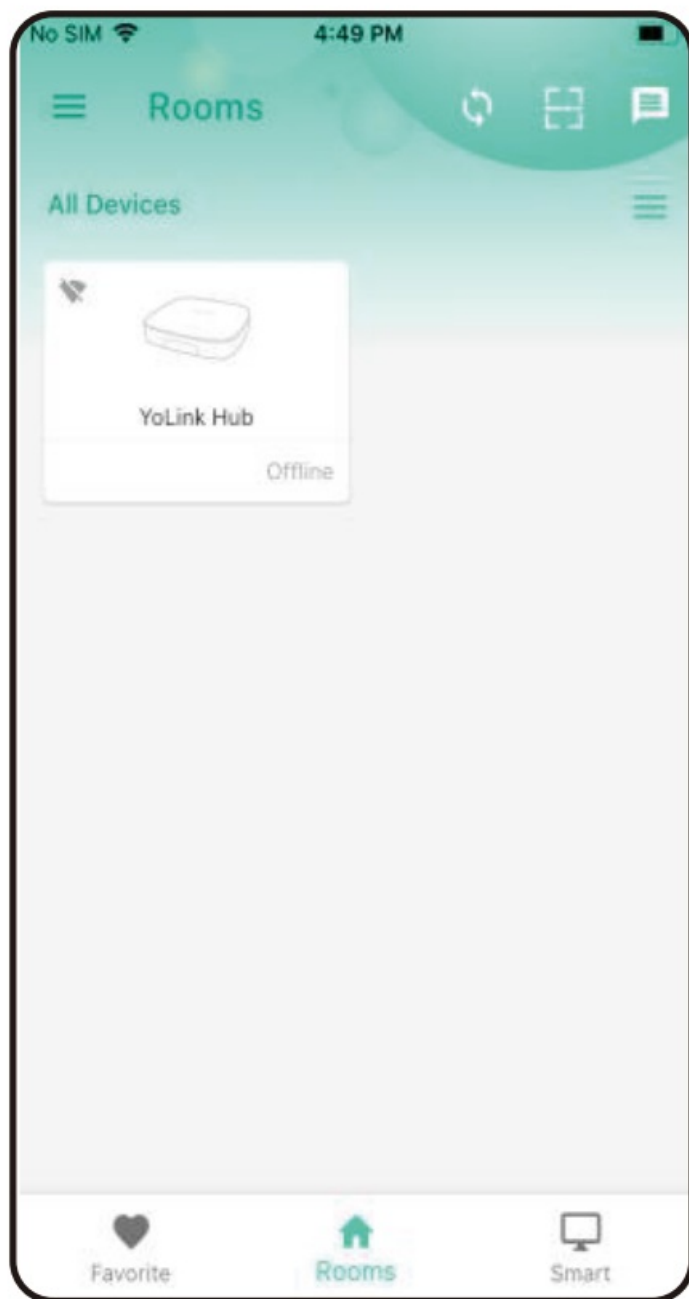 No SIM 4:49 PM
Rooms
All Devices
YoLink Hub
Offline
Favorite Rooms Smart